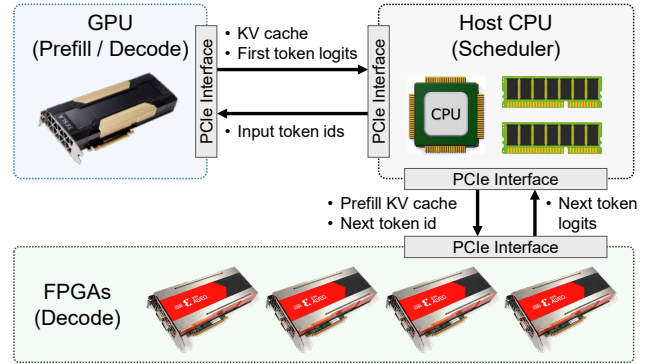 GPU
(Prefill / Decode)
PCIe Interface
• KV cache
• First token logits
• Input token ids
PCIe Interface
Host CPU
(Scheduler)
CPU
PCIe Interface
• Prefill KV cache
• Next token id
• Next token
logits
PCIe Interface
FPGAs
(Decode)